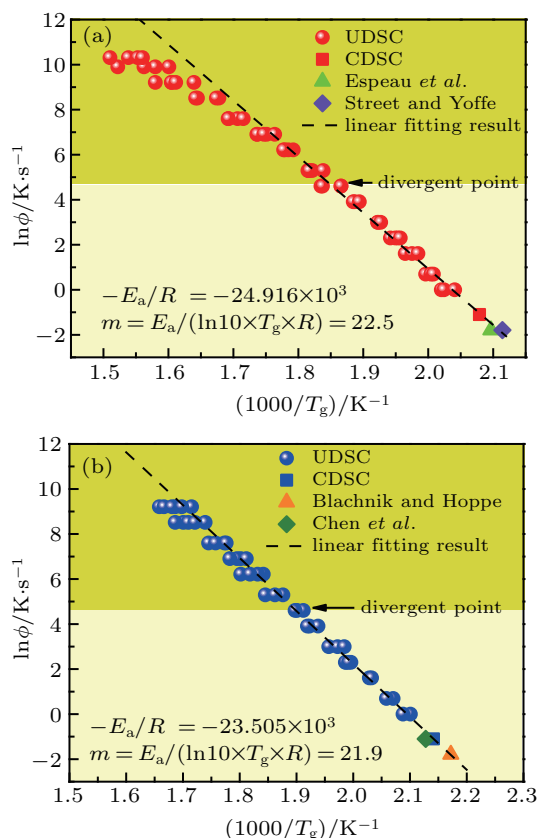 (a)
UDSC
CDSC
Espeau et al.
Street and Yoffe
linear fitting result
divergent point
−Ea/R = −24.916×10³
m = Ea/(ln10×Tg×R) = 22.5
lnϕ/K·s⁻¹
12
10
8
6
4
2
0
−2
1.5 1.6 1.7 1.8 1.9 2.0 2.1
(1000/Tg)/K⁻¹
(b)
UDSC
CDSC
Blachnik and Hoppe
Chen et al.
linear fitting result
divergent point
−Ea/R = −23.505×10³
m = Ea/(ln10×Tg×R) = 21.9
lnϕ/K·s⁻¹
12
10
8
6
4
2
0
−2
1.5 1.6 1.7 1.8 1.9 2.0 2.1 2.2 2.3
(1000/Tg)/K⁻¹